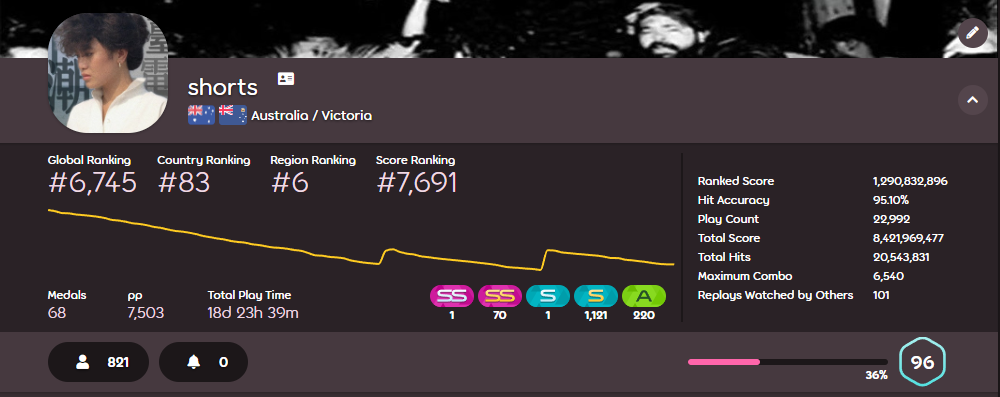 潮
shorts
Australia / Victoria
Global Ranking Country Ranking Region Ranking Score Ranking
#6,745 #83 #6 #7,691
Medals pp Total Play Time
68 7,503 18d 23h 39m
SS SS S S A
1 70 1 1,121 220
Ranked Score 1,290,832,896
Hit Accuracy 95.10%
Play Count 22,992
Total Score 8,421,969,477
Total Hits 20,543,831
Maximum Combo 6,540
Replays Watched by Others 101
821 0
36%
96